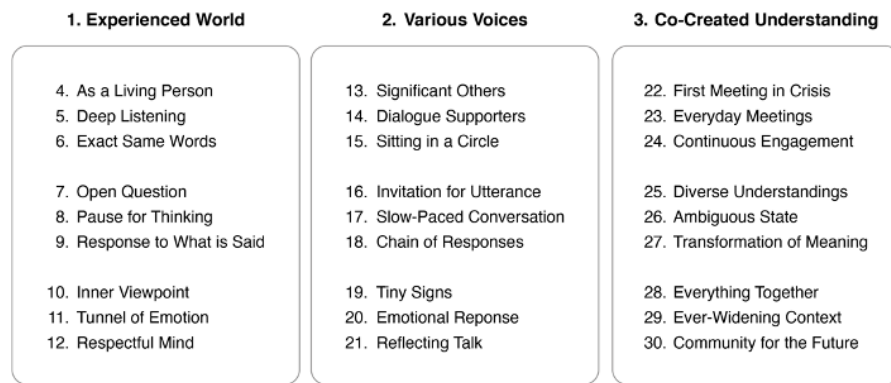 1. Experienced World
4. As a Living Person
5. Deep Listening
6. Exact Same Words
7. Open Question
8. Pause for Thinking
9. Response to What is Said
10. Inner Viewpoint
11. Tunnel of Emotion
12. Respectful Mind
2. Various Voices
13. Significant Others
14. Dialogue Supporters
15. Sitting in a Circle
16. Invitation for Utterance
17. Slow-Paced Conversation
18. Chain of Responses
19. Tiny Signs
20. Emotional Reponse
21. Reflecting Talk
3. Co-Created Understanding
22. First Meeting in Crisis
23. Everyday Meetings
24. Continuous Engagement
25. Diverse Understandings
26. Ambiguous State
27. Transformation of Meaning
28. Everything Together
29. Ever-Widening Context
30. Community for the Future